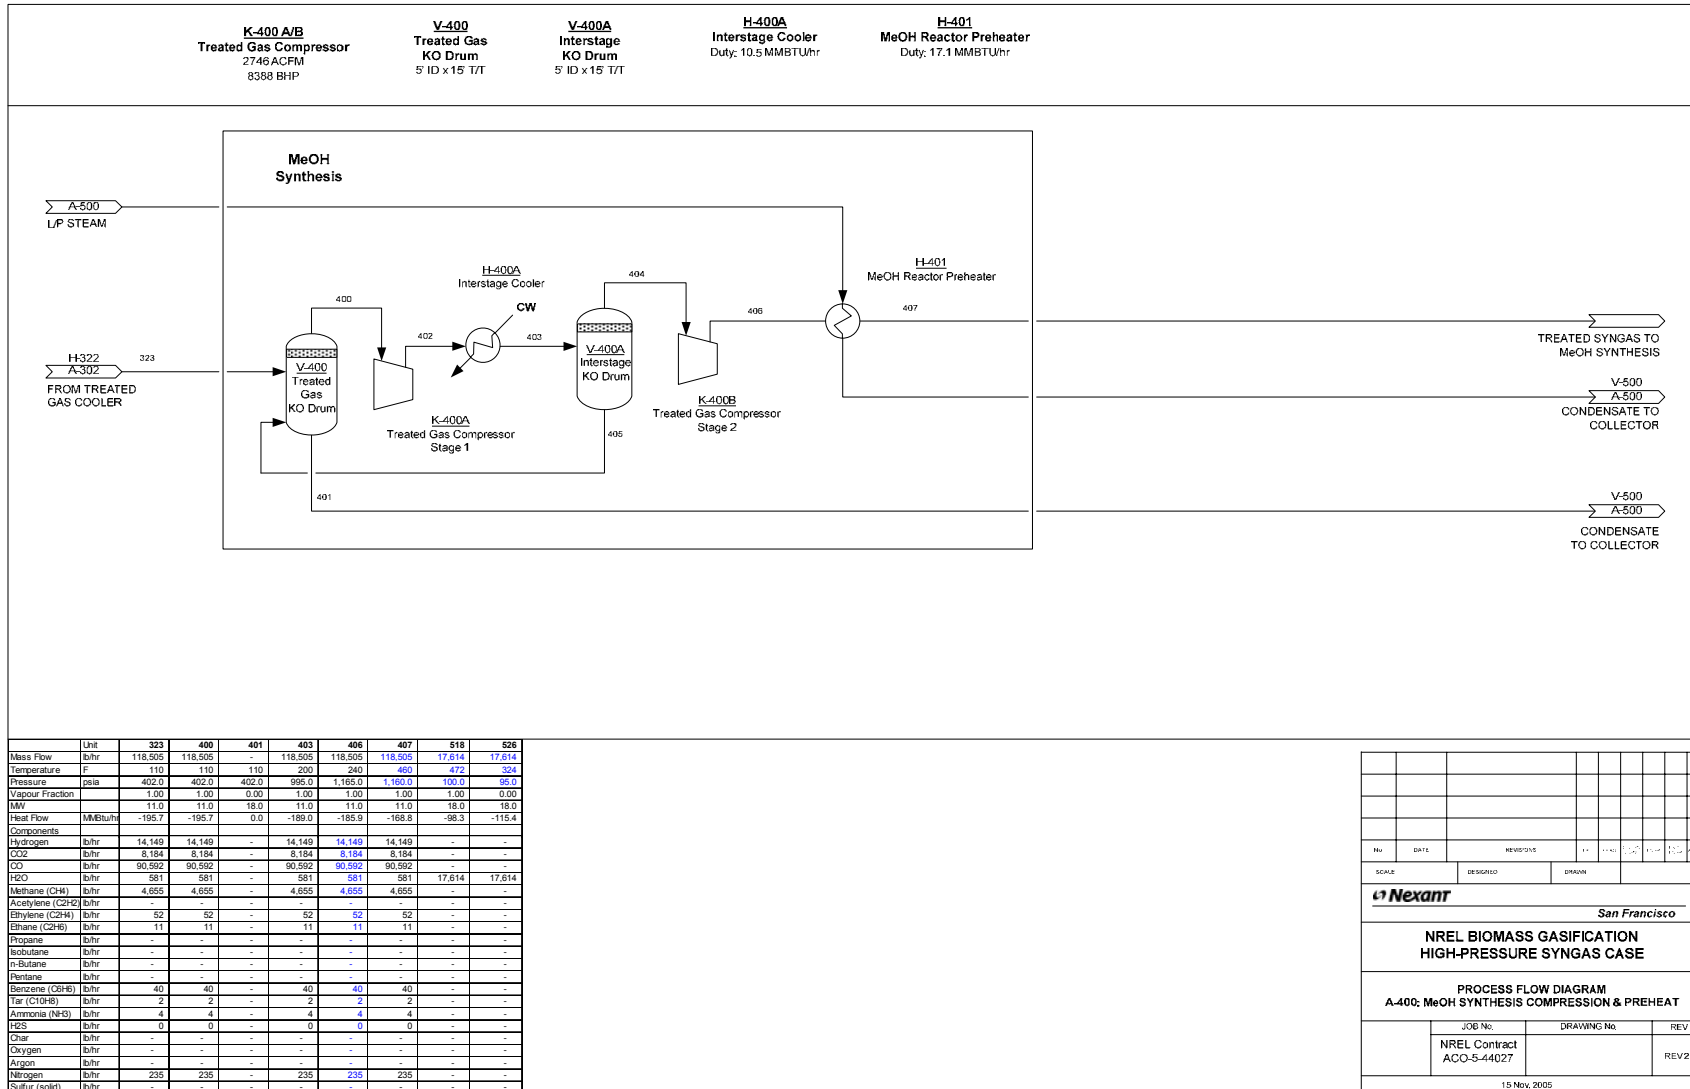 K-400 A/B
Treated Gas Compressor
2746 ACFM
8388 BHP
V-400
Treated Gas
KO Drum
5' ID x 15' T/T
V-400A
Interstage
KO Drum
5' ID x 15' T/T
H-400A
Interstage Cooler
Duty: 10.5 MMBTU/hr
H-401
MeOH Reactor Preheater
Duty: 17.1 MMBTU/hr
MeOH
Synthesis
A-500
L/P STEAM
H-322
A-302
FROM TREATED
GAS COOLER
323
400
V-400
Treated
Gas
KO Drum
401
K-400A
Treated Gas Compressor
Stage 1
402
H-400A
Interstage Cooler
CW
403
V-400A
Interstage
KO Drum
404
405
K-400B
Treated Gas Compressor
Stage 2
406
H-401
MeOH Reactor Preheater
407
TREATED SYNGAS TO
MeOH SYNTHESIS
V-500
A-500
CONDENSATE TO
COLLECTOR
V-500
A-500
CONDENSATE
TO COLLECTOR
Unit 323 400 401 403 406 407 518 526
Mass Flow lb/hr 118,505 118,505 - 118,505 118,505 118,505 17,614 17,614
Temperature F 110 110 110 200 240 460 472 324
Pressure psia 402.0 402.0 402.0 995.0 1,165.0 1,160.0 100.0 95.0
Vapour Fraction 1.00 1.00 0.00 1.00 1.00 1.00 1.00 0.00
MW 11.0 11.0 18.0 11.0 11.0 11.0 18.0 18.0
Heat Flow MMBtu/hr -195.7 -195.7 0.0 -189.0 -185.9 -168.8 -98.3 -115.4
Components
Hydrogen lb/hr 14,149 14,149 - 14,149 14,149 14,149 - -
CO2 lb/hr 8,184 8,184 - 8,184 8,184 8,184 - -
CO lb/hr 90,592 90,592 - 90,592 90,592 90,592 - -
H2O lb/hr 581 581 - 581 581 581 17,614 17,614
Methane (CH4) lb/hr 4,655 4,655 - 4,655 4,655 4,655 - -
Acetylene (C2H2) lb/hr - - - - - - - -
Ethylene (C2H4) lb/hr 52 52 - 52 52 52 - -
Ethane (C2H6) lb/hr 11 11 - 11 11 11 - -
Propane lb/hr - - - - - - - -
Isobutane lb/hr - - - - - - - -
n-Butane lb/hr - - - - - - - -
Pentane lb/hr - - - - - - - -
Benzene (C6H6) lb/hr 40 40 - 40 40 40 - -
Tar (C10H8) lb/hr 2 2 - 2 2 2 - -
Ammonia (NH3) lb/hr 4 4 - 4 4 4 - -
H2S lb/hr 0 0 - 0 0 0 - -
Char lb/hr - - - - - - - -
Oxygen lb/hr - - - - - - - -
Argon lb/hr - - - - - - - -
Nitrogen lb/hr 235 235 - 235 235 235 - -
Sulfur (solid) lb/hr - - - - - - - -
No DATE REVISIONS
SCALE DESIGNED DRAWN
Nexant
San Francisco
NREL BIOMASS GASIFICATION
HIGH-PRESSURE SYNGAS CASE
PROCESS FLOW DIAGRAM
A-400: MeOH SYNTHESIS COMPRESSION & PREHEAT
JOB No. DRAWING No. REV
NREL Contract
ACO-5-44027
REV2
15 Nov, 2005